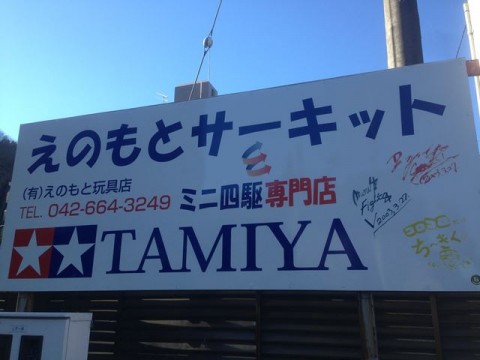 えのもとサーキット
(有)えのもと玩具店
TEL. 042-664-3249
ミニ四駆専門店
TAMIYA